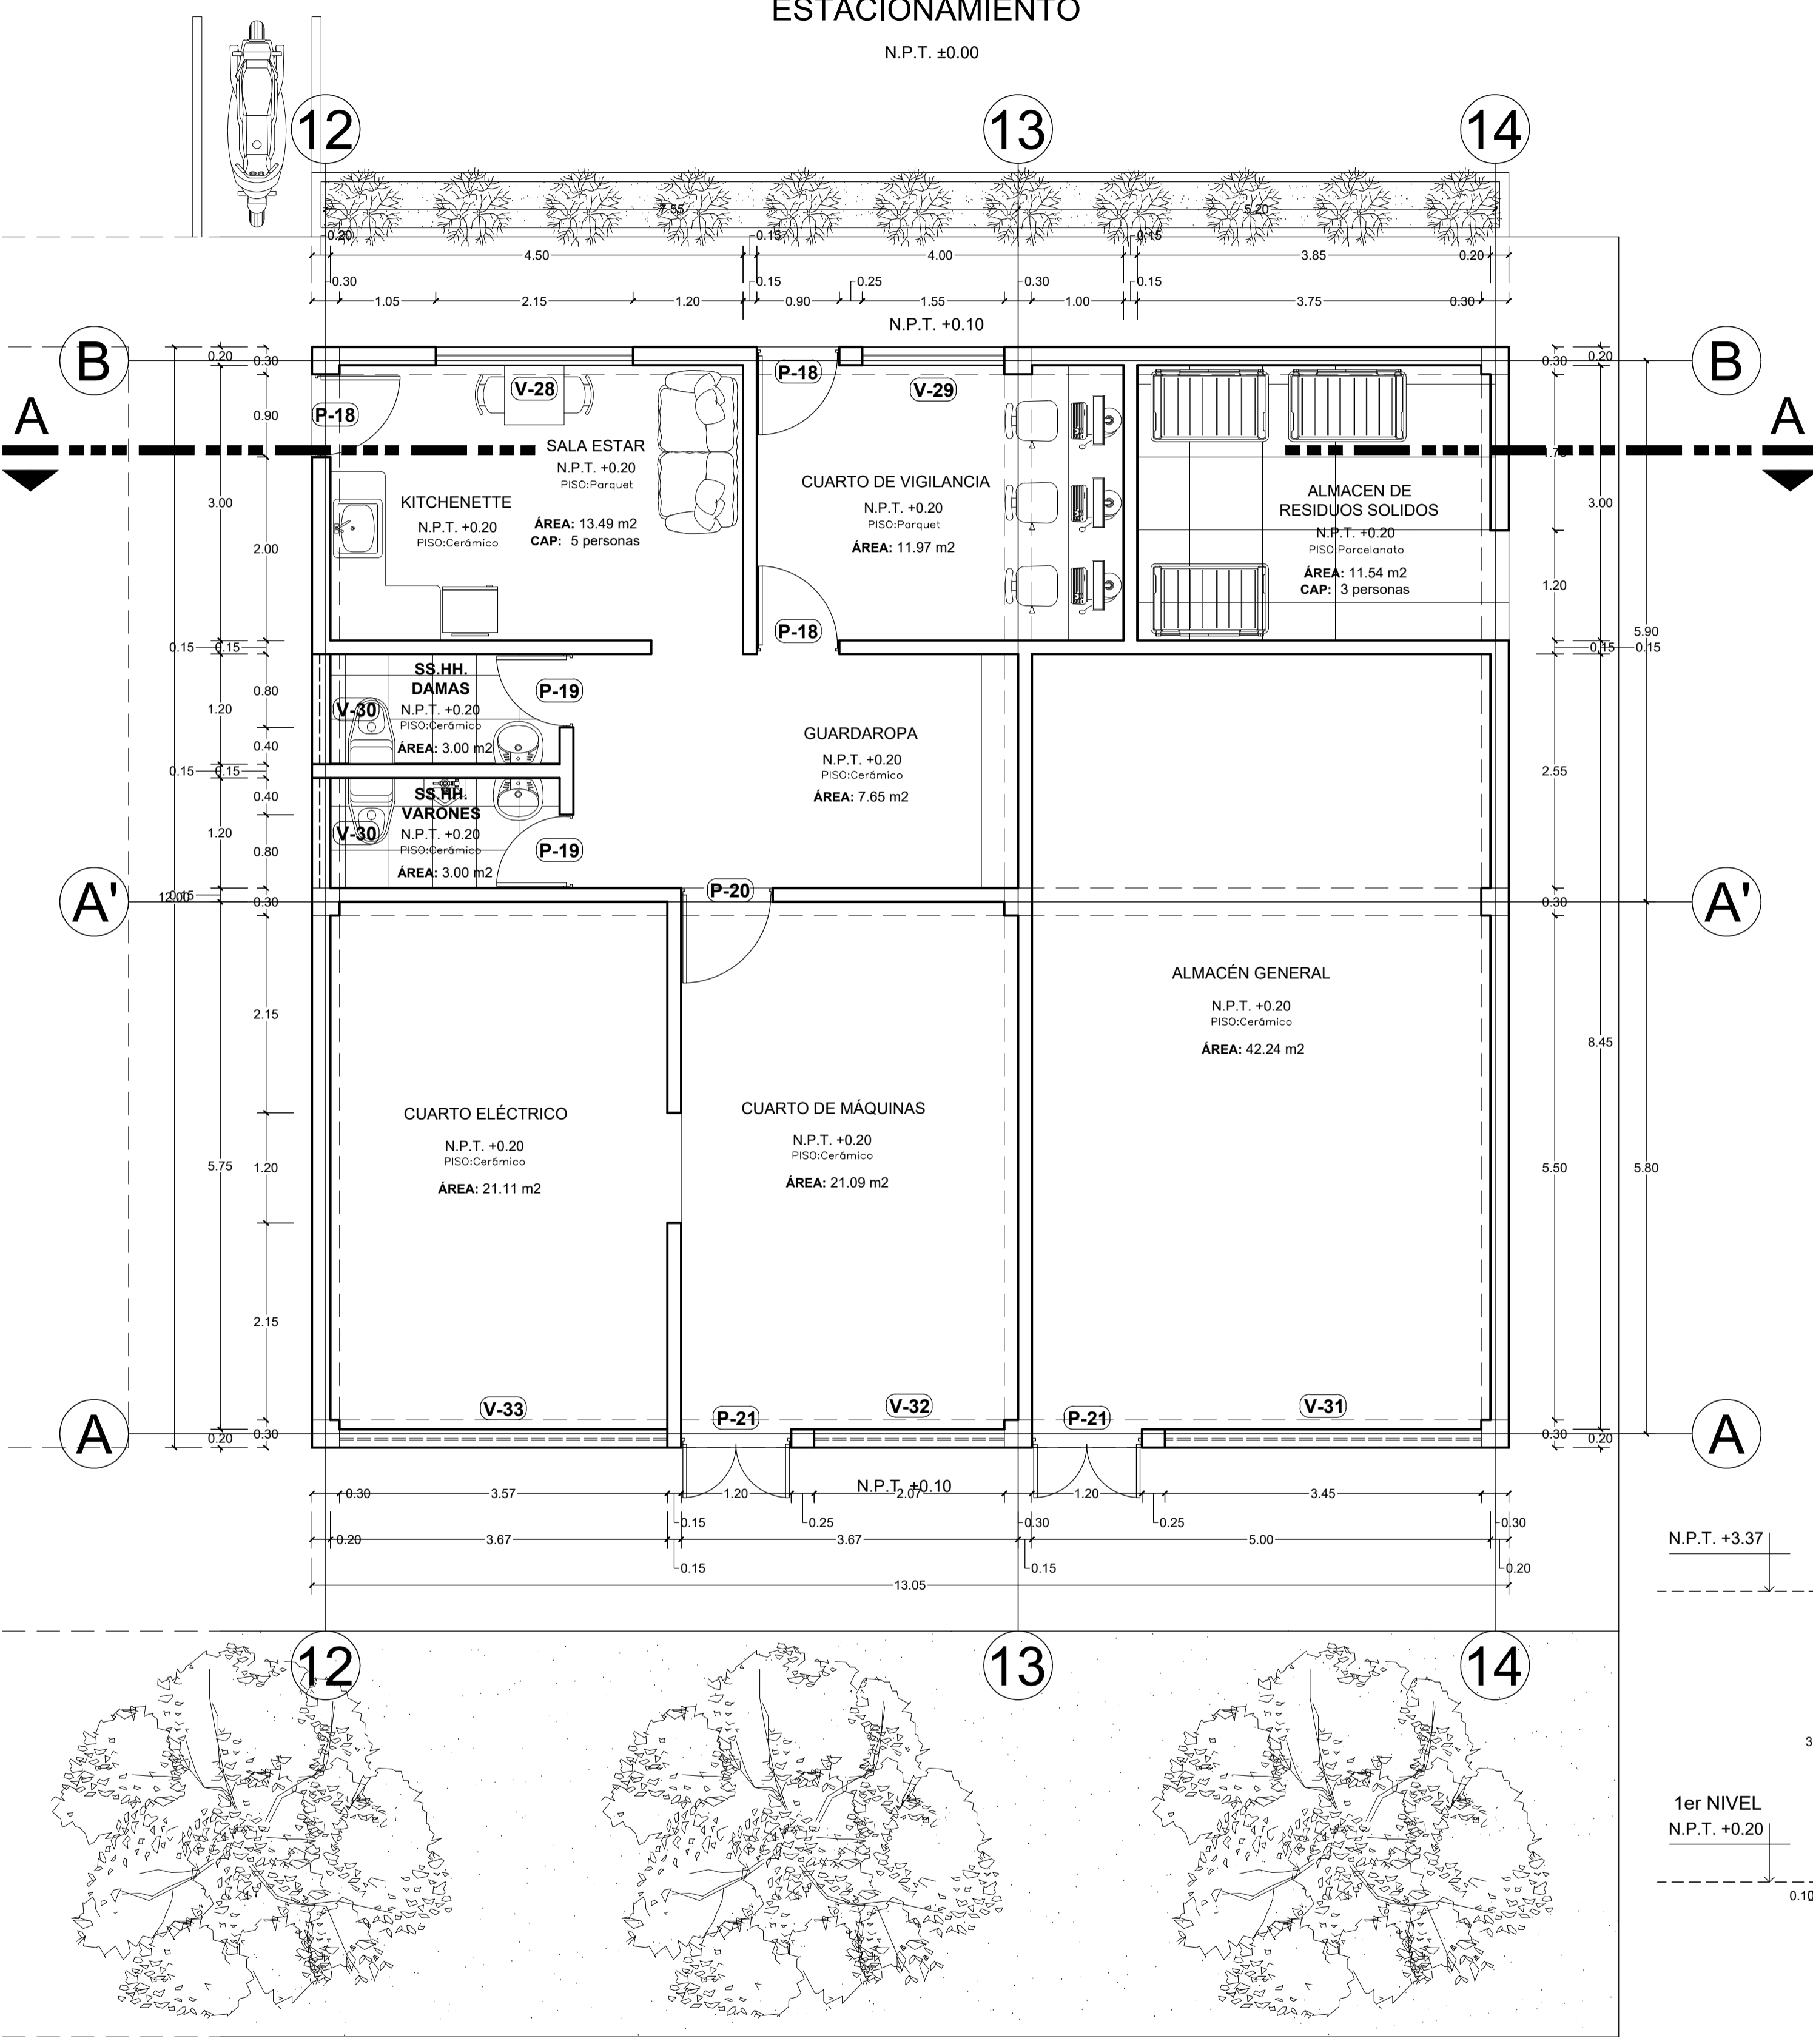 ESTACIONAMIENTO
N.P.T. ±0.00
12
13
14
7.55
5.20
0.20
0.15
0.15
4.50
4.00
3.85
0.20
0.30
0.15
0.25
0.30
0.15
1.05
2.15
1.20
0.90
1.55
1.00
3.75
0.30
N.P.T. +0.10
B
B
0.20
0.30
0.30
0.20
P-18
V-28
V-29
P-18
0.90
A
A
SALA ESTAR
N.P.T. +0.20
PISO:Parquet
ÁREA: 13.49 m2
CAP: 5 personas
KITCHENETTE
N.P.T. +0.20
PISO:Cerámico
CUARTO DE VIGILANCIA
N.P.T. +0.20
PISO:Parquet
ÁREA: 11.97 m2
ALMACEN DE
RESIDUOS SOLIDOS
N.P.T. +0.20
PISO:Porcelanato
ÁREA: 11.54 m2
CAP: 3 personas
3.00
3.00
2.00
1.20
P-18
5.90
0.15
0.15
0.15
0.15
SS.HH.
DAMAS
N.P.T. +0.20
PISO:Cerámico
ÁREA: 3.00 m2
P-19
V-30
0.80
1.20
0.40
GUARDAROPA
N.P.T. +0.20
PISO:Cerámico
ÁREA: 7.65 m2
2.55
0.15
0.15
SS.HH.
VARONES
N.P.T. +0.20
PISO:Cerámico
ÁREA: 3.00 m2
V-30
P-19
0.40
1.20
0.80
A'
A'
12.00
0.15
0.30
P-20
0.30
ALMACÉN GENERAL
N.P.T. +0.20
PISO:Cerámico
ÁREA: 42.24 m2
2.15
8.45
CUARTO ELÉCTRICO
N.P.T. +0.20
PISO:Cerámico
ÁREA: 21.11 m2
CUARTO DE MÁQUINAS
N.P.T. +0.20
PISO:Cerámico
ÁREA: 21.09 m2
5.75
1.20
5.50
5.80
2.15
V-33
P-21
V-32
P-21
V-31
A
A
0.20
0.30
0.30
0.20
N.P.T. +0.10
0.30
3.57
1.20
2.07
1.20
3.45
0.15
0.25
0.30
0.25
0.30
0.20
3.67
3.67
5.00
0.15
0.15
0.20
13.05
N.P.T. +3.37
12
13
14
1er NIVEL
N.P.T. +0.20
0.10